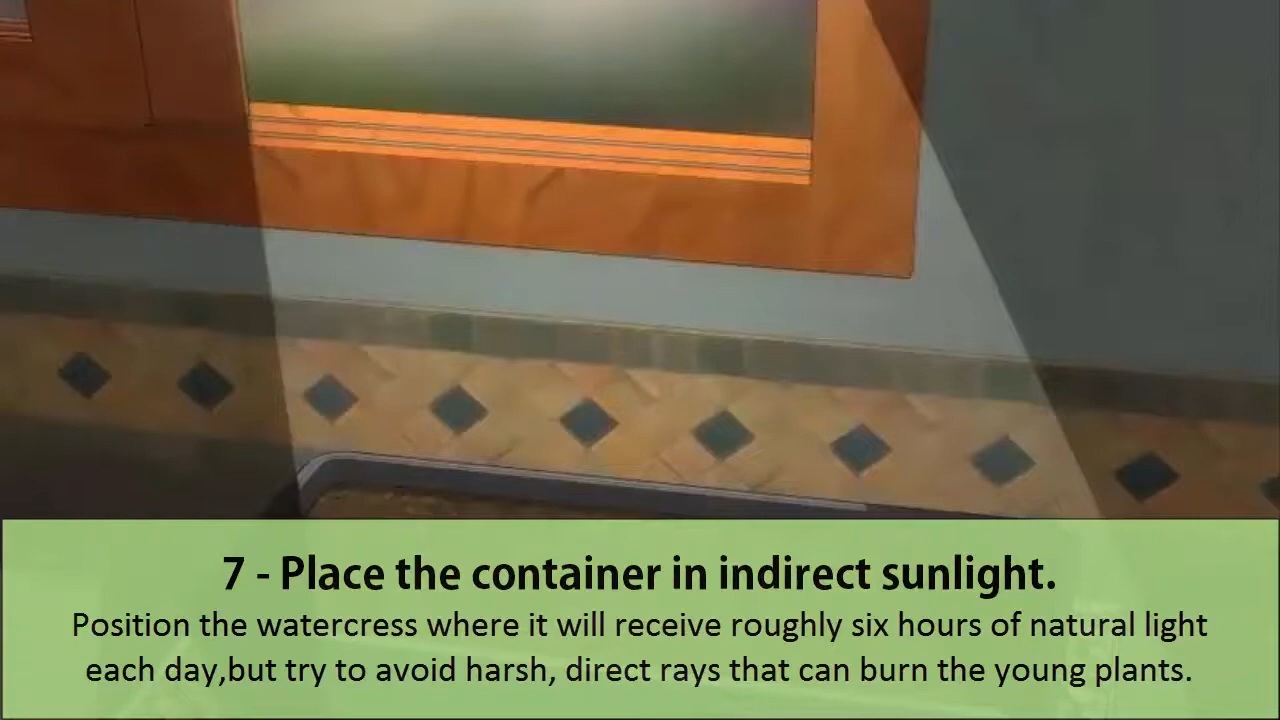 7 - Place the container in indirect sunlight.
Position the watercress where it will receive roughly six hours of natural light
each day,but try to avoid harsh, direct rays that can burn the young plants.